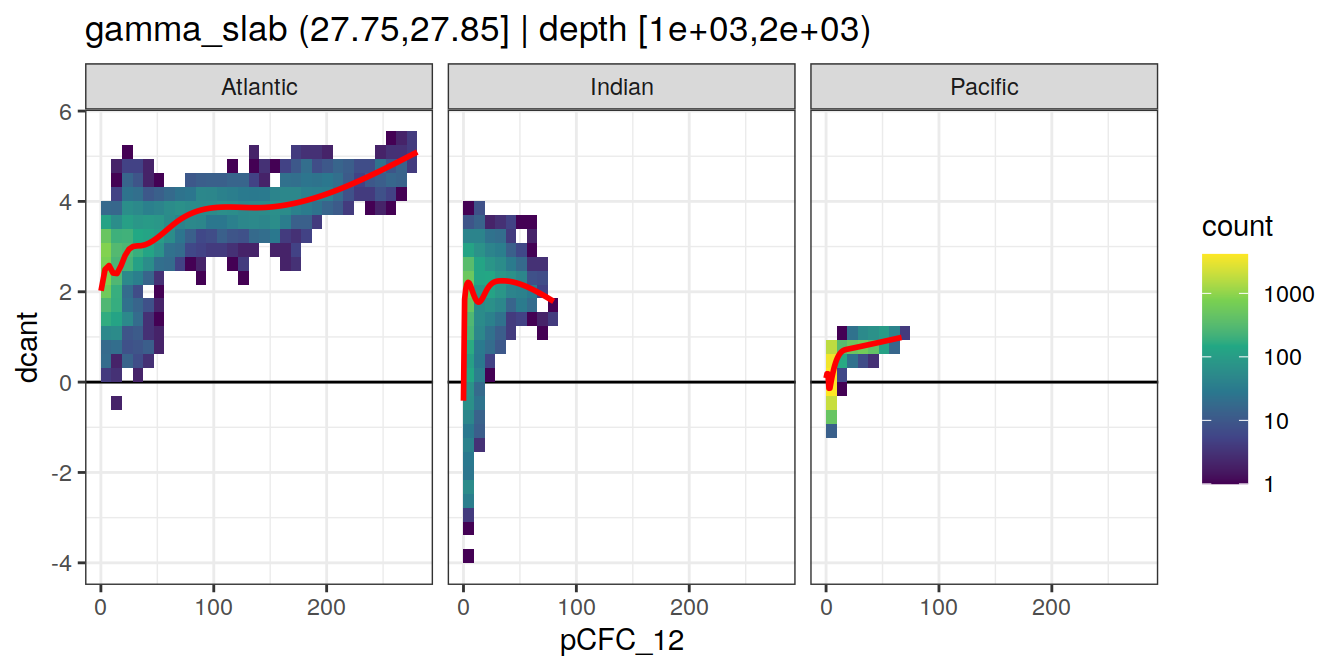 gamma_slab (27.75,27.85] | depth [1e+03,2e+03)
Atlantic
Indian
Pacific
6
4
2
0
-2
-4
dcant
0 100 200
0 100 200
0 100 200
pCFC_12
count
1000
100
10
1